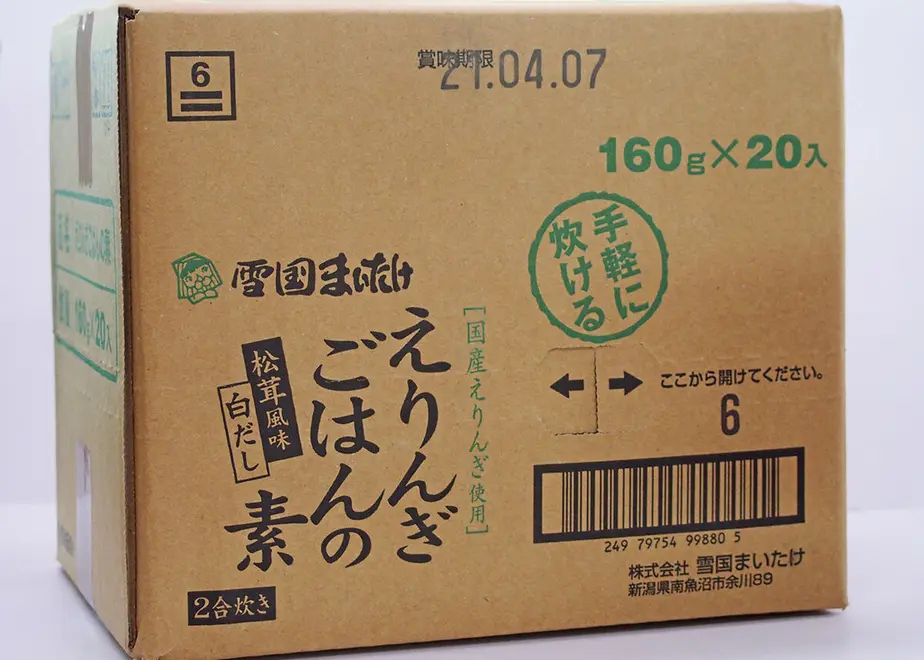 6
賞味期限
21.04.07
160g×20入
手軽に
炊ける
雪国まいたけ
[国産えりんぎ使用]
えりんぎ
ごはんの
素
松茸風味
白だし
2合炊き
ここから開けてください。
6
249 79754 99880 5
株式会社 雪国まいたけ
新潟県南魚沼市余川89
160g×20入